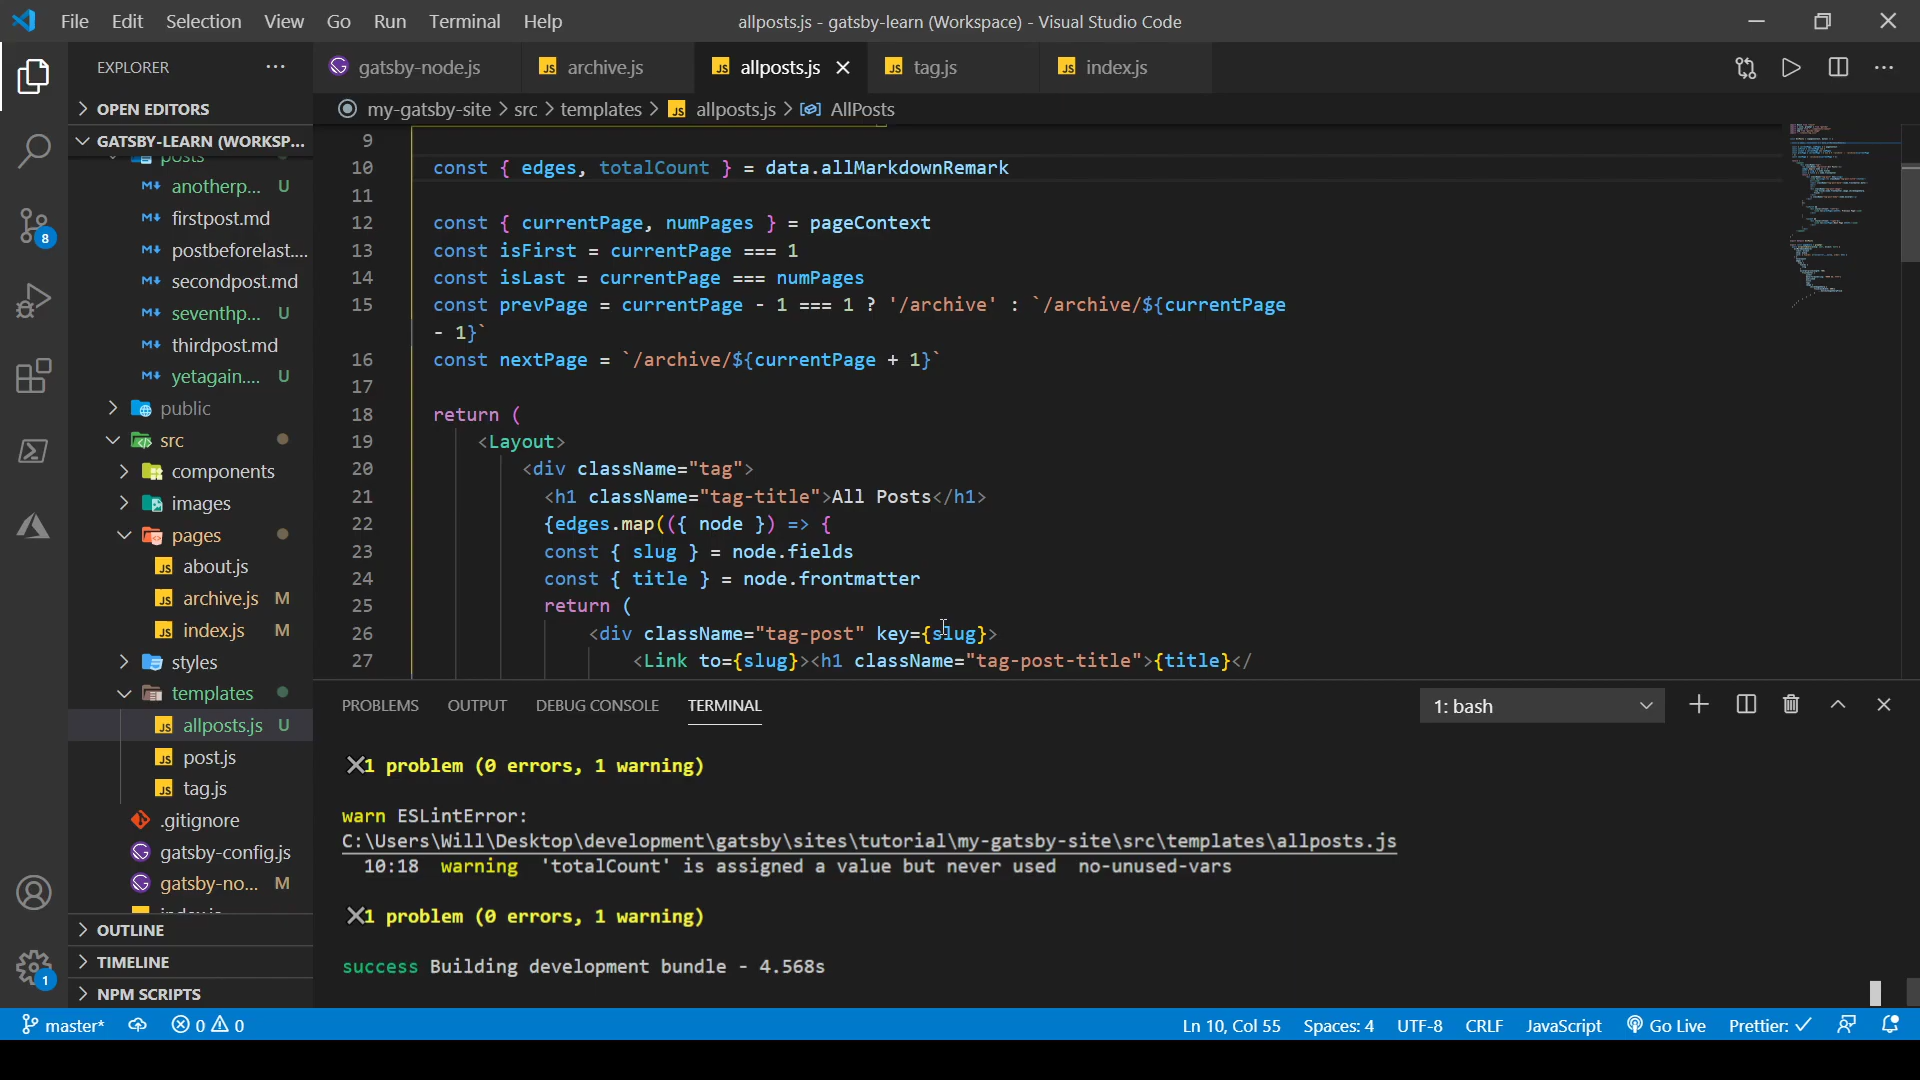 File Edit Selection View Go Run Terminal Help
allposts.js - gatsby-learn (Workspace) - Visual Studio Code
EXPLORER
gatsby-node.js
archive.js
allposts.js
tag.js
index.js
OPEN EDITORS
my-gatsby-site > src > templates > allposts.js > AllPosts
GATSBY-LEARN (WORKSP...
posts
anotherp... U
firstpost.md
postbeforelast....
secondpost.md
seventhp... U
thirdpost.md
yetagain.... U
public
src
components
images
pages
about.js
archive.js M
index.js M
styles
templates
allposts.js U
post.js
tag.js
.gitignore
gatsby-config.js
gatsby-no... M
OUTLINE
TIMELINE
NPM SCRIPTS
8
1
9
10 const { edges, totalCount } = data.allMarkdownRemark
11
12 const { currentPage, numPages } = pageContext
13 const isFirst = currentPage === 1
14 const isLast = currentPage === numPages
15 const prevPage = currentPage - 1 === 1 ? '/archive' : `/archive/${currentPage
- 1}`
16 const nextPage = `/archive/${currentPage + 1}`
17
18 return (
19 <Layout>
20 <div className="tag">
21 <h1 className="tag-title">All Posts</h1>
22 {edges.map(({ node }) => {
23 const { slug } = node.fields
24 const { title } = node.frontmatter
25 return (
26 <div className="tag-post" key={slug}>
27 <Link to={slug}><h1 className="tag-post-title">{title}</
PROBLEMS OUTPUT DEBUG CONSOLE TERMINAL
1: bash
1 problem (0 errors, 1 warning)
warn ESLintError:
C:\Users\Will\Desktop\development\gatsby\sites\tutorial\my-gatsby-site\src\templates\allposts.js
10:18 warning 'totalCount' is assigned a value but never used no-unused-vars
1 problem (0 errors, 1 warning)
success Building development bundle - 4.568s
master* 0 0
Ln 10, Col 55 Spaces: 4 UTF-8 CRLF JavaScript Go Live Prettier: ✓